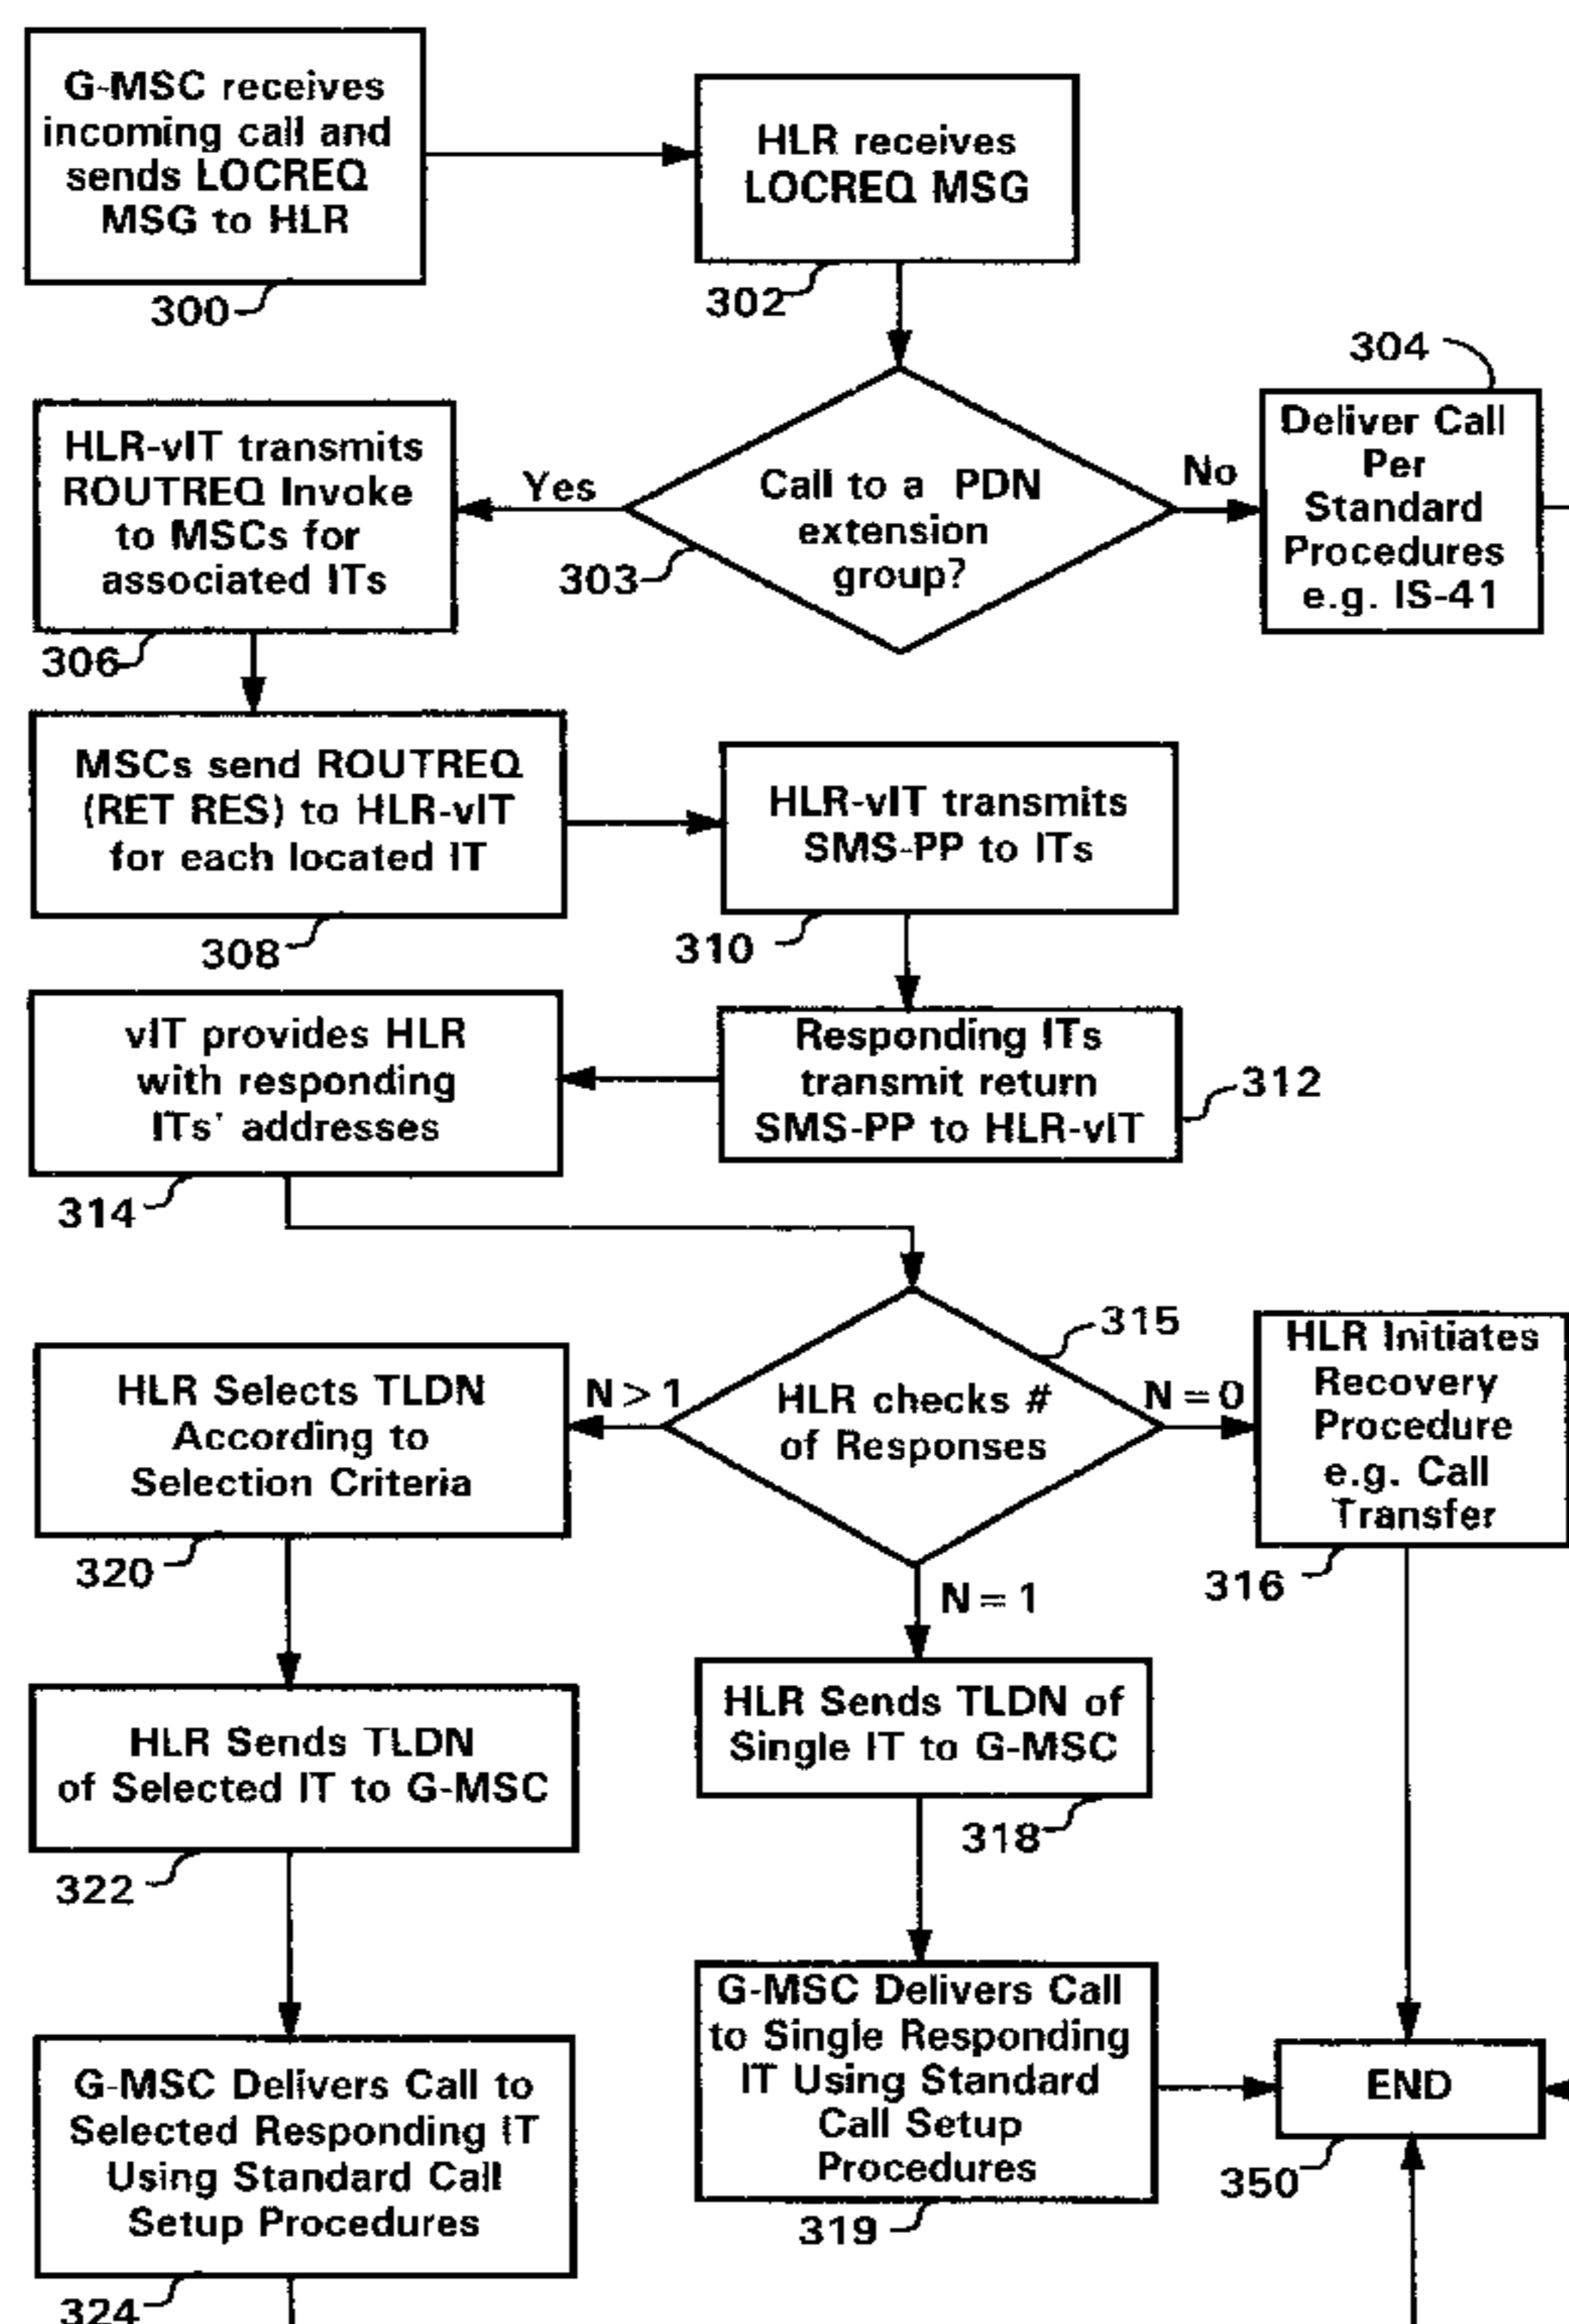 G-MSC receives
incoming call and
sends LOCREQ
MSG to HLR
300
HLR receives
LOCREQ MSG
302
304
Deliver Call
Per
Standard
Procedures
e.g. IS-41
No
Call to a PDN
extension
group?
303
Yes
HLR-vIT transmits
ROUTREQ Invoke
to MSCs for
associated ITs
306
MSCs send ROUTREQ
(RET RES) to HLR-vIT
for each located IT
308
HLR-vIT transmits
SMS-PP to ITs
310
vIT provides HLR
with responding
ITs' addresses
314
Responding ITs
transmit return
SMS-PP to HLR-vIT
312
315
HLR checks #
of Responses
N = 0
HLR Initiates
Recovery
Procedure
e.g. Call
Transfer
316
N > 1
HLR Selects TLDN
According to
Selection Criteria
320
N = 1
HLR Sends TLDN of
Single IT to G-MSC
318
HLR Sends TLDN
of Selected IT to G-MSC
322
G-MSC Delivers Call
to Single Responding
IT Using Standard
Call Setup
Procedures
319
END
350
G-MSC Delivers Call to
Selected Responding IT
Using Standard Call
Setup Procedures
324